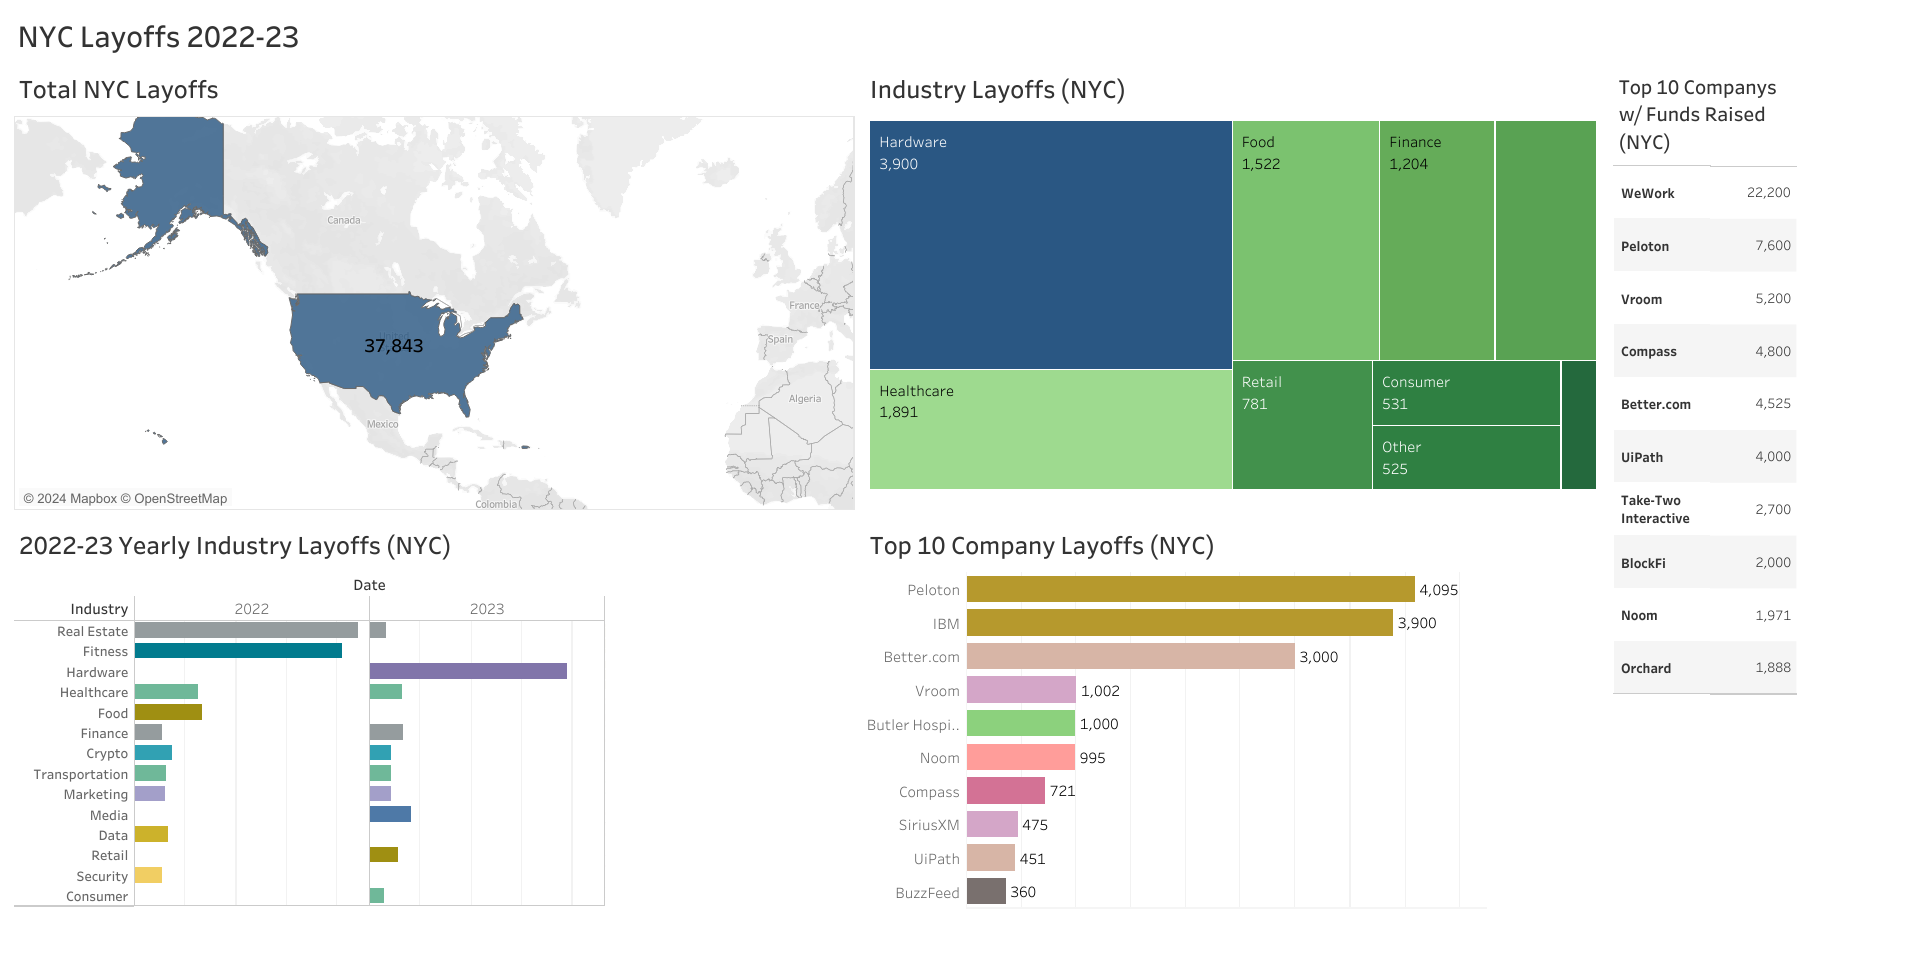 NYC Layoffs 2022-23
Total NYC Layoffs
Canada
37,843
Mexico
Colombia
France
Spain
Algeria
© 2024 Mapbox © OpenStreetMap
Industry Layoffs (NYC)
Hardware
3,900
Healthcare
1,891
Food
1,522
Finance
1,204
Retail
781
Consumer
531
Other
525
Top 10 Companys
w/ Funds Raised
(NYC)
WeWork 22,200
Peloton 7,600
Vroom 5,200
Compass 4,800
Better.com 4,525
UiPath 4,000
Take-Two
Interactive 2,700
BlockFi 2,000
Noom 1,971
Orchard 1,888
2022-23 Yearly Industry Layoffs (NYC)
Date
Industry 2022 2023
Real Estate
Fitness
Hardware
Healthcare
Food
Finance
Crypto
Transportation
Marketing
Media
Data
Retail
Security
Consumer
Top 10 Company Layoffs (NYC)
Peloton 4,095
IBM 3,900
Better.com 3,000
Vroom 1,002
Butler Hospi.. 1,000
Noom 995
Compass 721
SiriusXM 475
UiPath 451
BuzzFeed 360